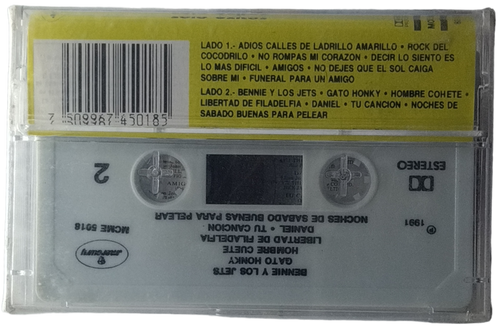 LADO 1.- ADIOS CALLES DE LADRILLO AMARILLO • ROCK DEL
COCODRILO • NO ROMPAS MI CORAZON • DECIR LO SIENTO ES
LO MAS DIFICIL • AMIGOS • NO DEJES QUE EL SOL CAIGA
SOBRE MI • FUNERAL PARA UN AMIGO
LADO 2.- BENNIE Y LOS JETS • GATO HONKY • HOMBRE COHETE •
LIBERTAD DE FILADELFIA • DANIEL • TU CANCION • NOCHES DE
SABADO BUENAS PARA PELEAR
7 509967 450185
2
ESTEREO
BENNIE Y LOS JETS
GATO HONKY
HOMBRE CUETE
LIBERTAD DE FILADELFIA
DANIEL • TU CANCION
NOCHES DE SABADO BUENAS PARA PELEAR
℗ 1991
mercury
MCME 5018